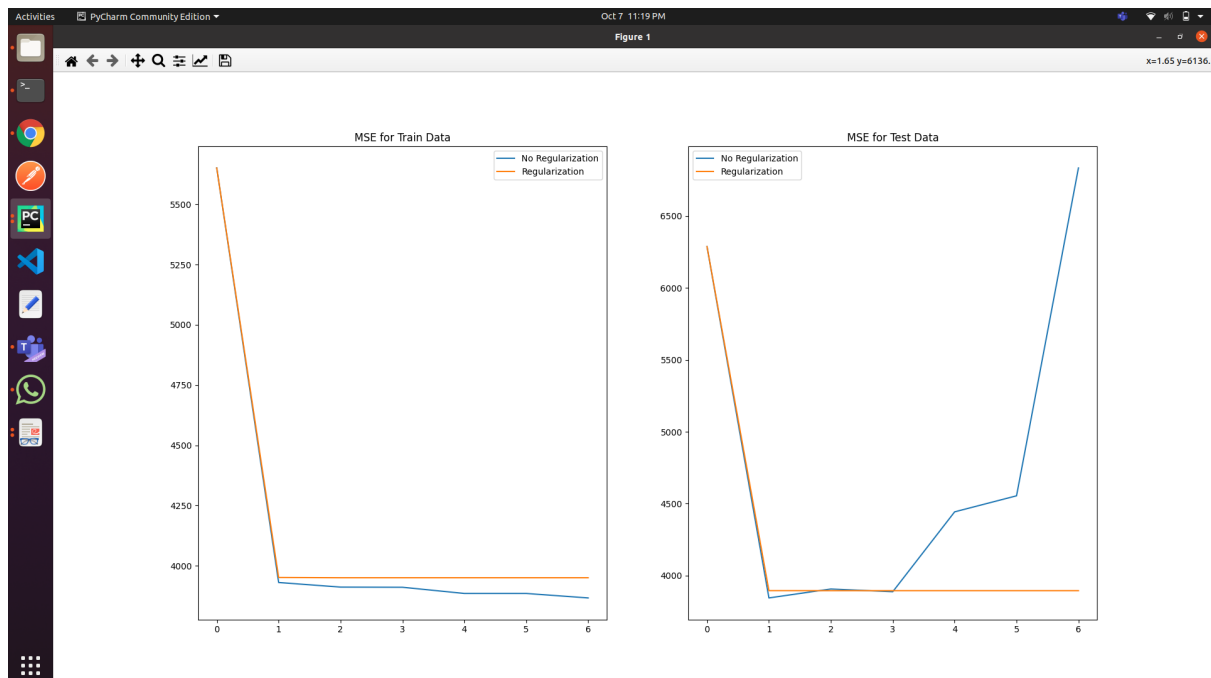 Activities PyCharm Community Edition Oct 7 11:19 PM
Figure 1
x=1.65 y=6136.
>_
PC
T
MSE for Train Data
No Regularization
Regularization
5500
5250
5000
4750
4500
4250
4000
0 1 2 3 4 5 6
MSE for Test Data
No Regularization
Regularization
6500
6000
5500
5000
4500
4000
0 1 2 3 4 5 6